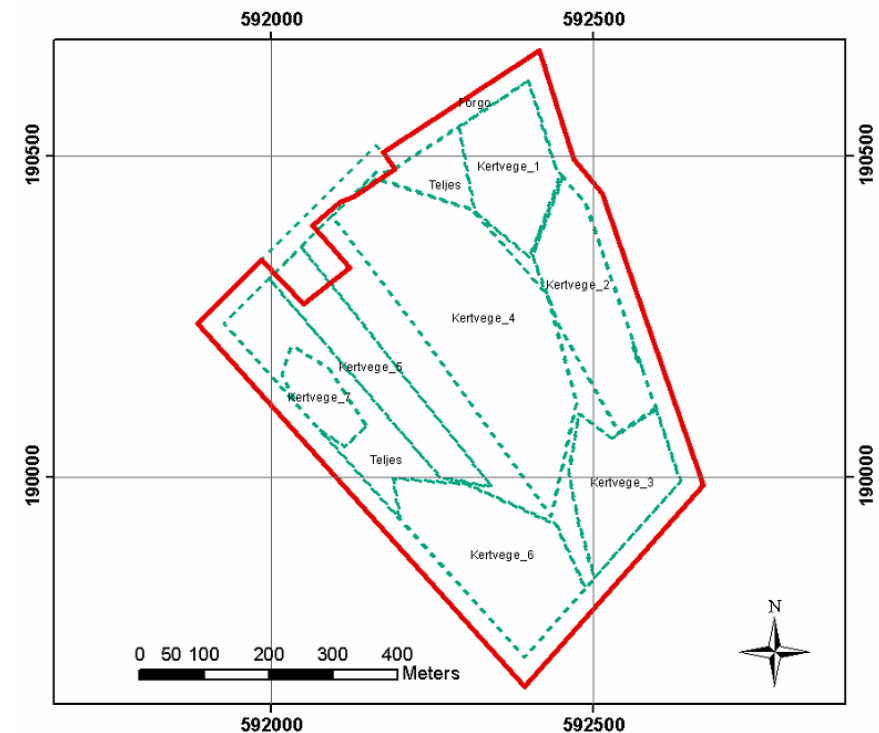 592000 592500
Forgo
190500
190500
Kertvege_1
Teljes
Kertvege_2
Kertvege_4
Kertvege_5
Kertvege_7
Teljes
190000
190000
Kertvege_3
Kertvege_6
N
0 50 100 200 300 400
Meters
592000 592500